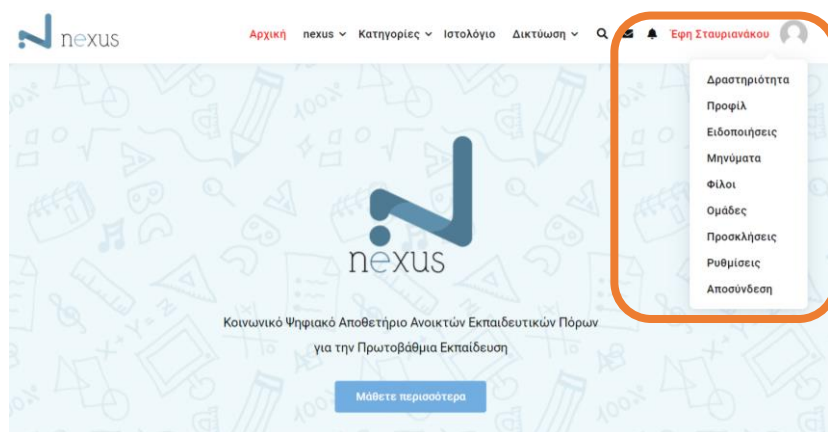 nexus
Αρχική nexus Κατηγορίες Ιστολόγιο Δικτύωση Έφη Σταυριανάκου
Δραστηριότητα
Προφίλ
Ειδοποιήσεις
Μηνύματα
Φίλοι
Ομάδες
Προσκλήσεις
Ρυθμίσεις
Αποσύνδεση
nexus
Κοινωνικό Ψηφιακό Αποθετήριο Ανοικτών Εκπαιδευτικών Πόρων
για την Πρωτοβάθμια Εκπαίδευση
Μάθετε περισσότερα